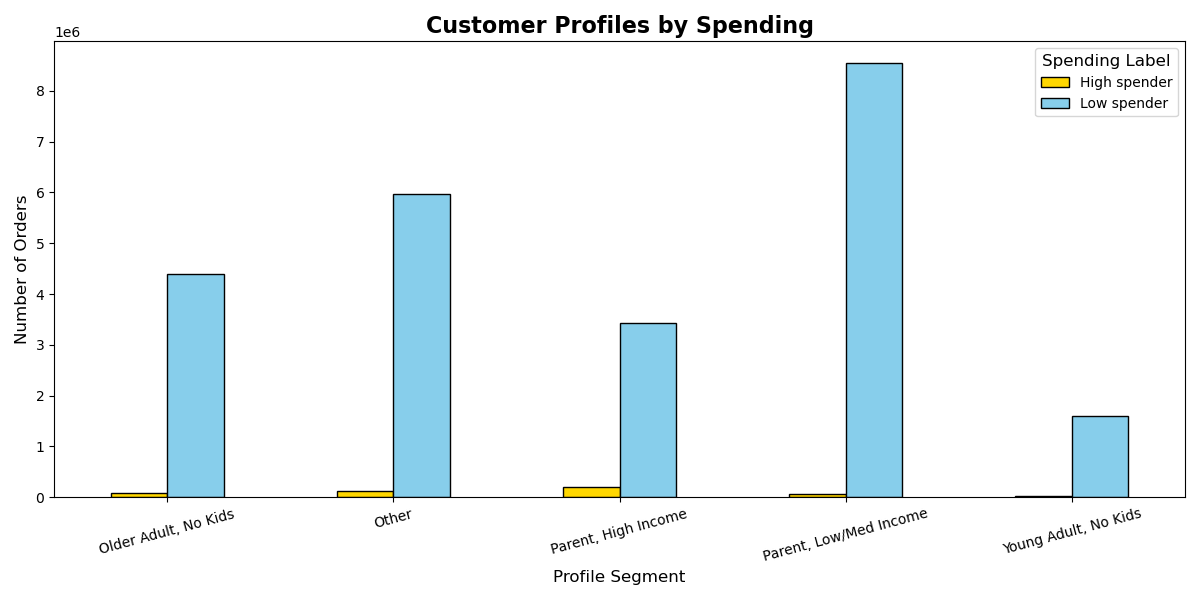 Customer Profiles by Spending
1e6
Spending Label
High spender
Low spender
Number of Orders
8
7
6
5
4
3
2
1
0
Older Adult, No Kids
Other
Parent, High Income
Parent, Low/Med Income
Young Adult, No Kids
Profile Segment